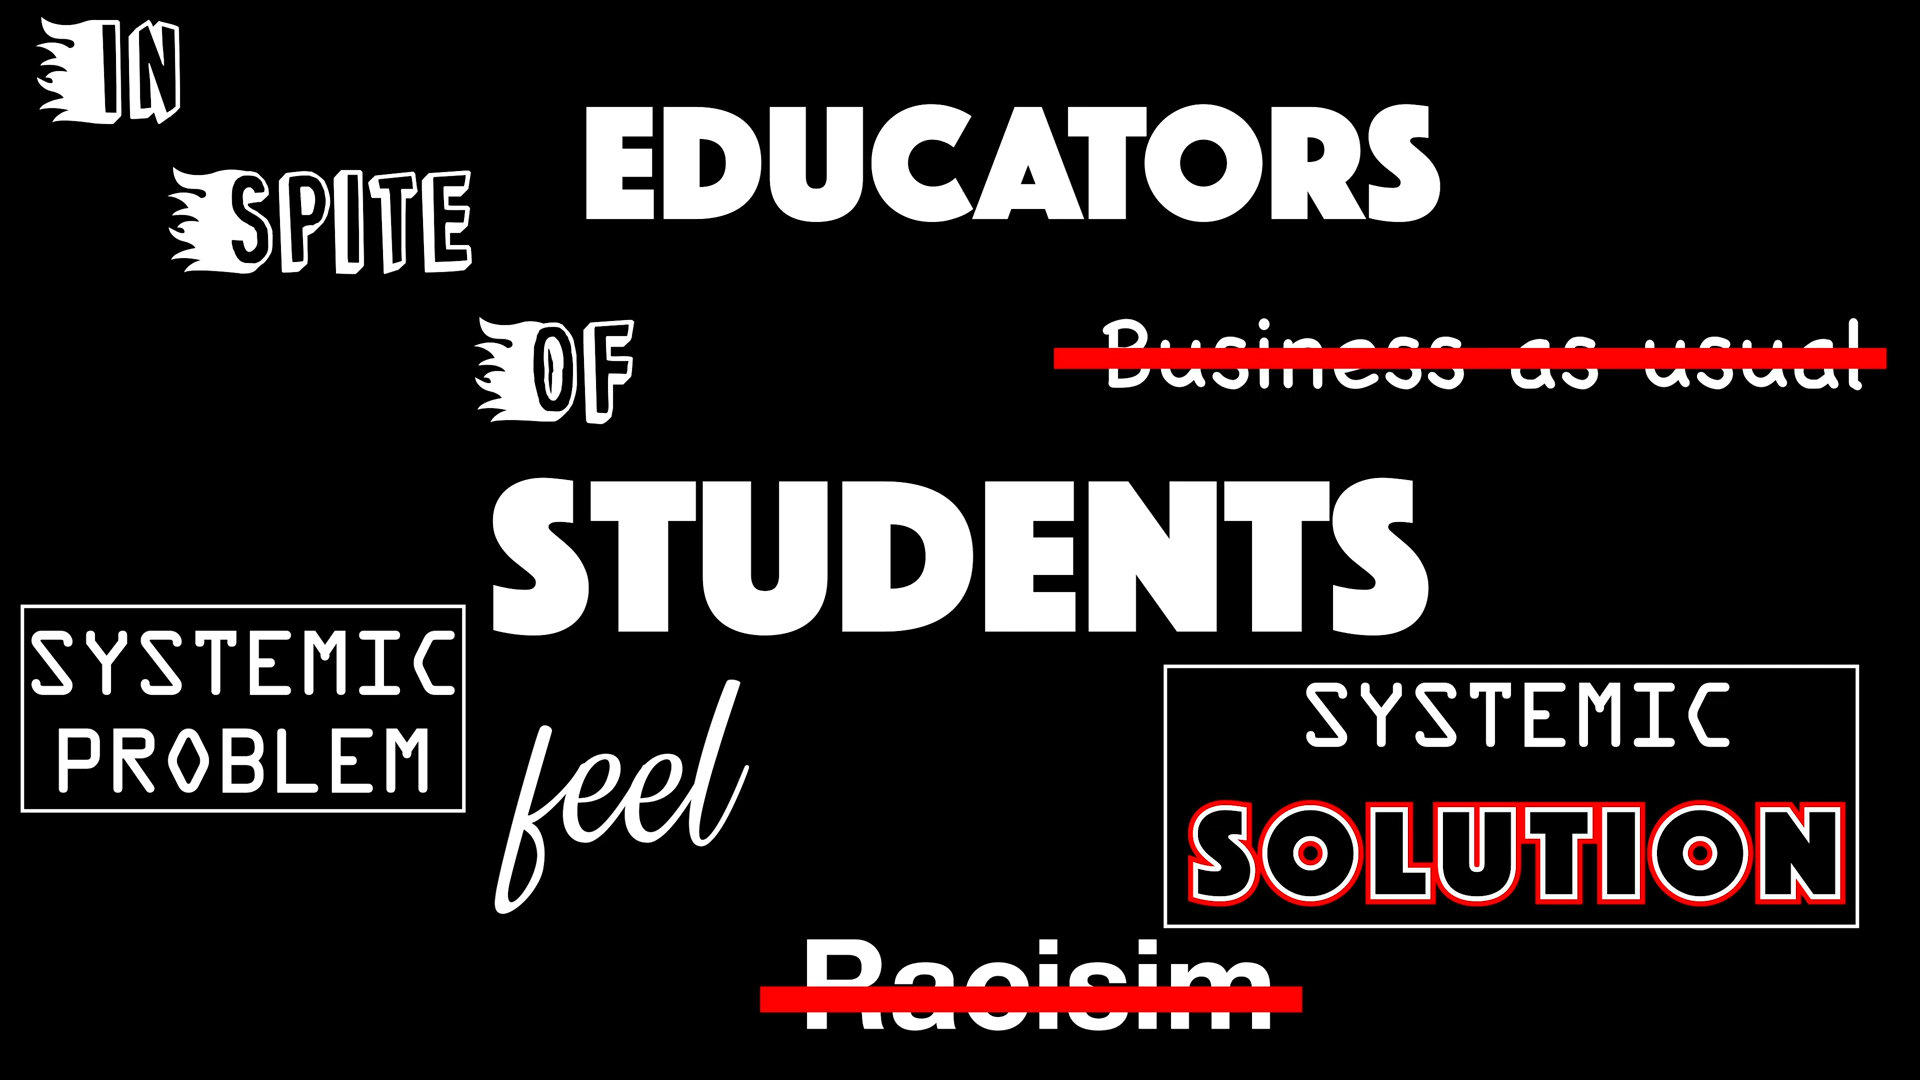 IN
SPITE
OF
EDUCATORS
Business as usual
STUDENTS
SYSTEMIC
PROBLEM
feel
SYSTEMIC
SOLUTION
Racisim